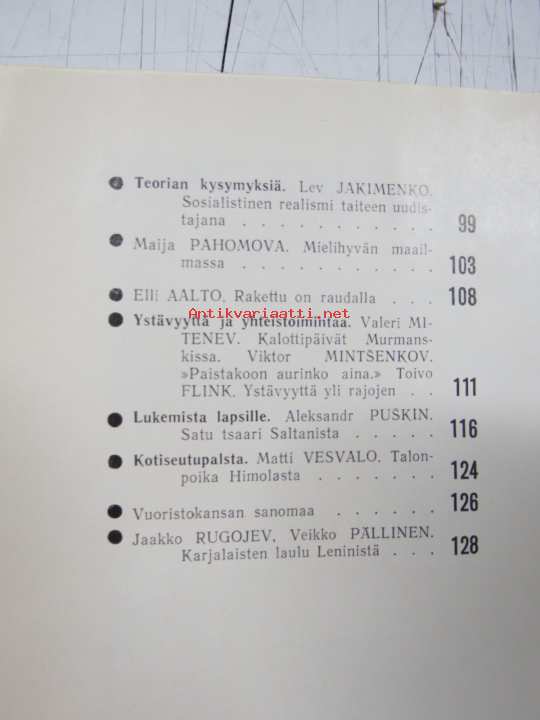 Teorian kysymyksiä. Lev JAKIMENKO.
Sosialistinen realismi taiteen uudis-
tajana . . . . . . . . . . . 99
Maija PAHOMOVA. Mielihyvän maail-
massa . . . . . . . . . . . 103
Elli AALTO. Rakettu on raudalla . . . 108
Antikvariaatti.net
Ystävyyttä ja yhteistoimintaa. Valeri MI-
TENEV. Kalottipäivät Murmans-
kissa. Viktor MINTŠENKOV.
»Paistakoon aurinko aina.» Toivo
FLINK. Ystävyyttä yli rajojen . . 111
Lukemista lapsille. Aleksandr PUŠKIN.
Satu tsaari Saltanista . . . . . 116
Kotiseutupalsta. Matti VESVALO. Talon-
poika Himolasta . . . . . . 124
Vuoristokansan sanomaa . . . . . . 126
Jaakko RUGOJEV, Veikko PÄLLINEN.
Karjalaisten laulu Leninistä . . . 128